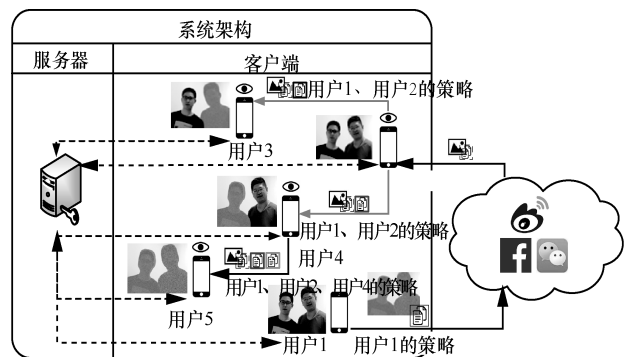 系统架构
服务器
客户端
用户1、用户2的策略
用户3
用户1、用户2的策略
用户4
用户1、用户2、用户4的策略
用户5
用户1
用户1的策略